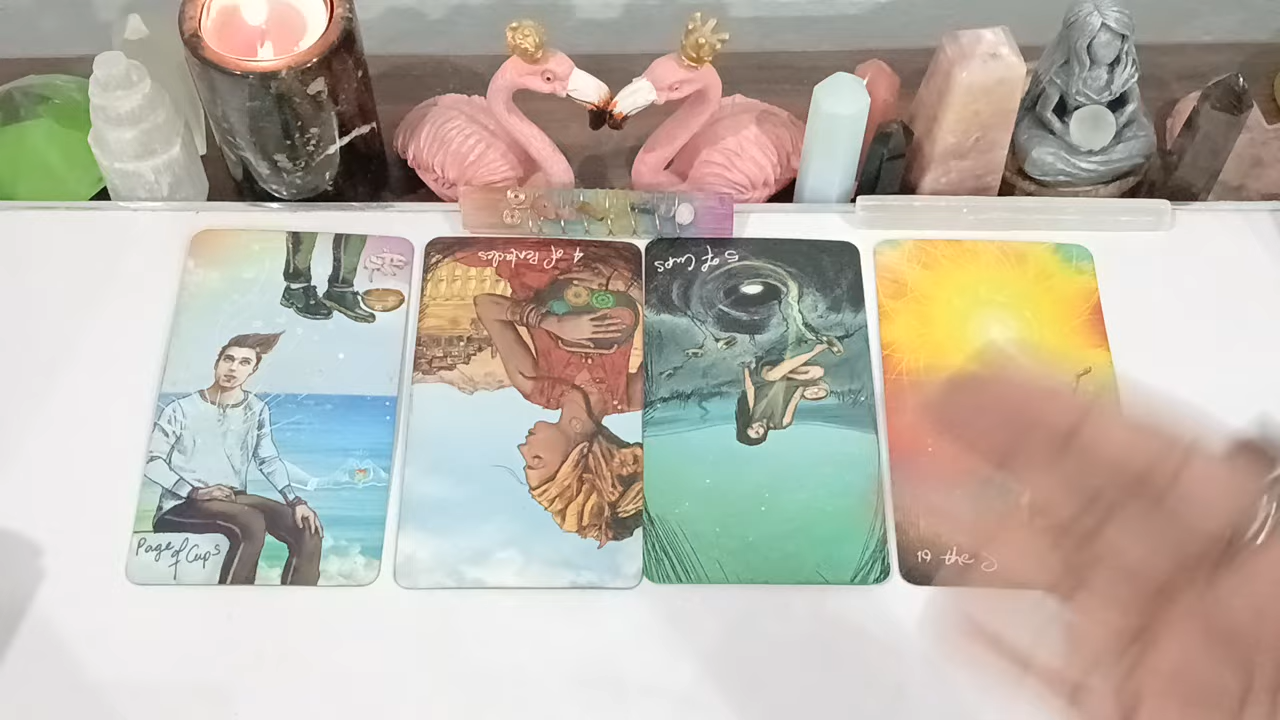 Page of Cups
4 of Pentacles
5 of Cups
19 the